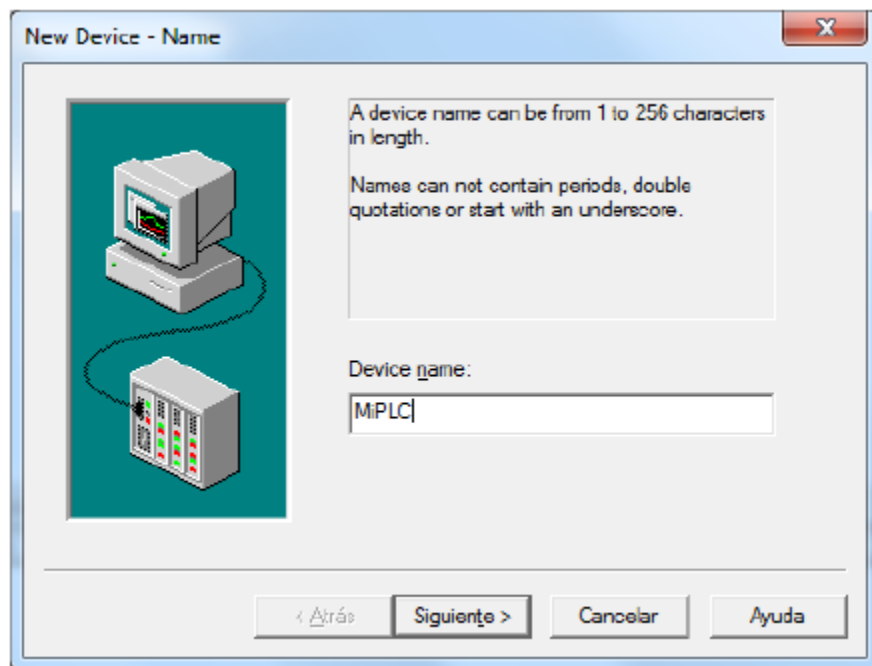 New Device - Name
A device name can be from 1 to 256 characters
in length.
Names can not contain periods, double
quotations or start with an underscore.
Device name:
MiPLC
< Atrás
Siguiente >
Cancelar
Ayuda